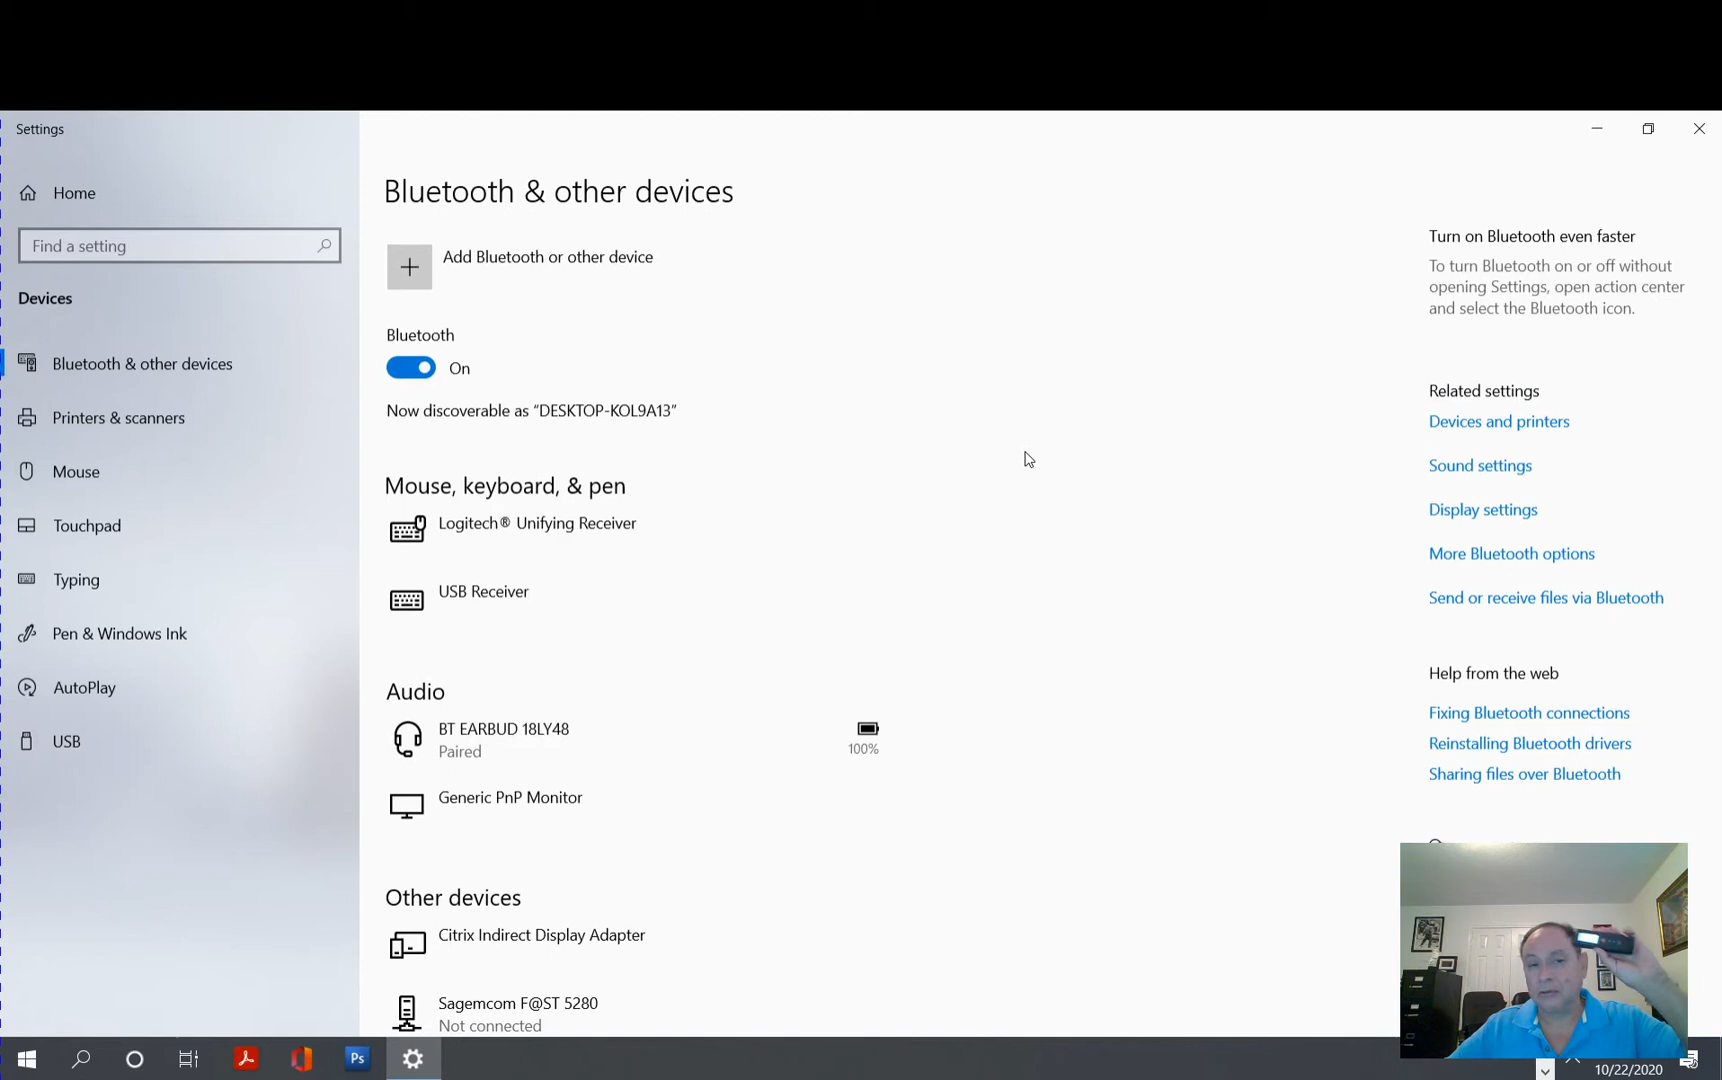 Settings
Home
Find a setting
Devices
Bluetooth & other devices
Printers & scanners
Mouse
Touchpad
Typing
Pen & Windows Ink
AutoPlay
USB
Bluetooth & other devices
Add Bluetooth or other device
Bluetooth
On
Now discoverable as “DESKTOP-KOL9A13”
Mouse, keyboard, & pen
Logitech® Unifying Receiver
USB Receiver
Audio
BT EARBUD 18LY48
Paired
100%
Generic PnP Monitor
Other devices
Citrix Indirect Display Adapter
Sagemcom F@ST 5280
Not connected
Turn on Bluetooth even faster
To turn Bluetooth on or off without
opening Settings, open action center
and select the Bluetooth icon.
Related settings
Devices and printers
Sound settings
Display settings
More Bluetooth options
Send or receive files via Bluetooth
Help from the web
Fixing Bluetooth connections
Reinstalling Bluetooth drivers
Sharing files over Bluetooth
Ps
10/22/2020